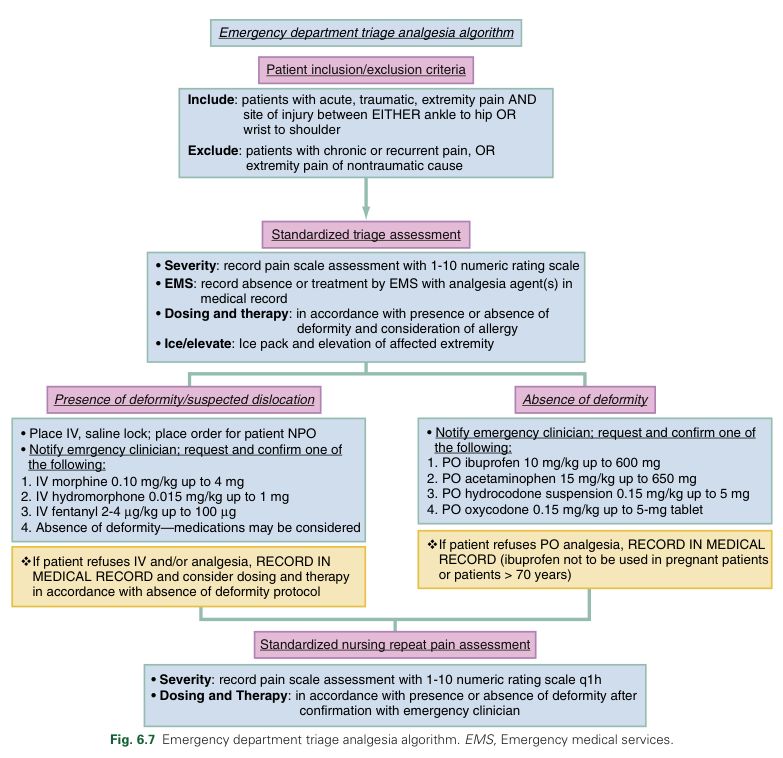 Emergency department triage analgesia algorithm
Patient inclusion/exclusion criteria
Include: patients with acute, traumatic, extremity pain AND
site of injury between EITHER ankle to hip OR
wrist to shoulder
Exclude: patients with chronic or recurrent pain, OR
extremity pain of nontraumatic cause
Standardized triage assessment
• Severity: record pain scale assessment with 1-10 numeric rating scale
• EMS: record absence or treatment by EMS with analgesia agent(s) in
medical record
• Dosing and therapy: in accordance with presence or absence of
deformity and consideration of allergy
• Ice/elevate: Ice pack and elevation of affected extremity
Presence of deformity/suspected dislocation
• Place IV, saline lock; place order for patient NPO
• Notify emrgency clinician; request and confirm one of
the following:
1. IV morphine 0.10 mg/kg up to 4 mg
2. IV hydromorphone 0.015 mg/kg up to 1 mg
3. IV fentanyl 2-4 µg/kg up to 100 µg
4. Absence of deformity—medications may be considered
❖If patient refuses IV and/or analgesia, RECORD IN
MEDICAL RECORD and consider dosing and therapy
in accordance with absence of deformity protocol
Absence of deformity
• Notify emergency clinician; request and confirm one of
the following:
1. PO ibuprofen 10 mg/kg up to 600 mg
2. PO acetaminophen 15 mg/kg up to 650 mg
3. PO hydrocodone suspension 0.15 mg/kg up to 5 mg
4. PO oxycodone 0.15 mg/kg up to 5-mg tablet
❖If patient refuses PO analgesia, RECORD IN MEDICAL
RECORD (ibuprofen not to be used in pregnant patients
or patients > 70 years)
Standardized nursing repeat pain assessment
• Severity: record pain scale assessment with 1-10 numeric rating scale q1h
• Dosing and Therapy: in accordance with presence or absence of deformity after
confirmation with emergency clinician
Fig. 6.7 Emergency department triage analgesia algorithm. EMS, Emergency medical services.